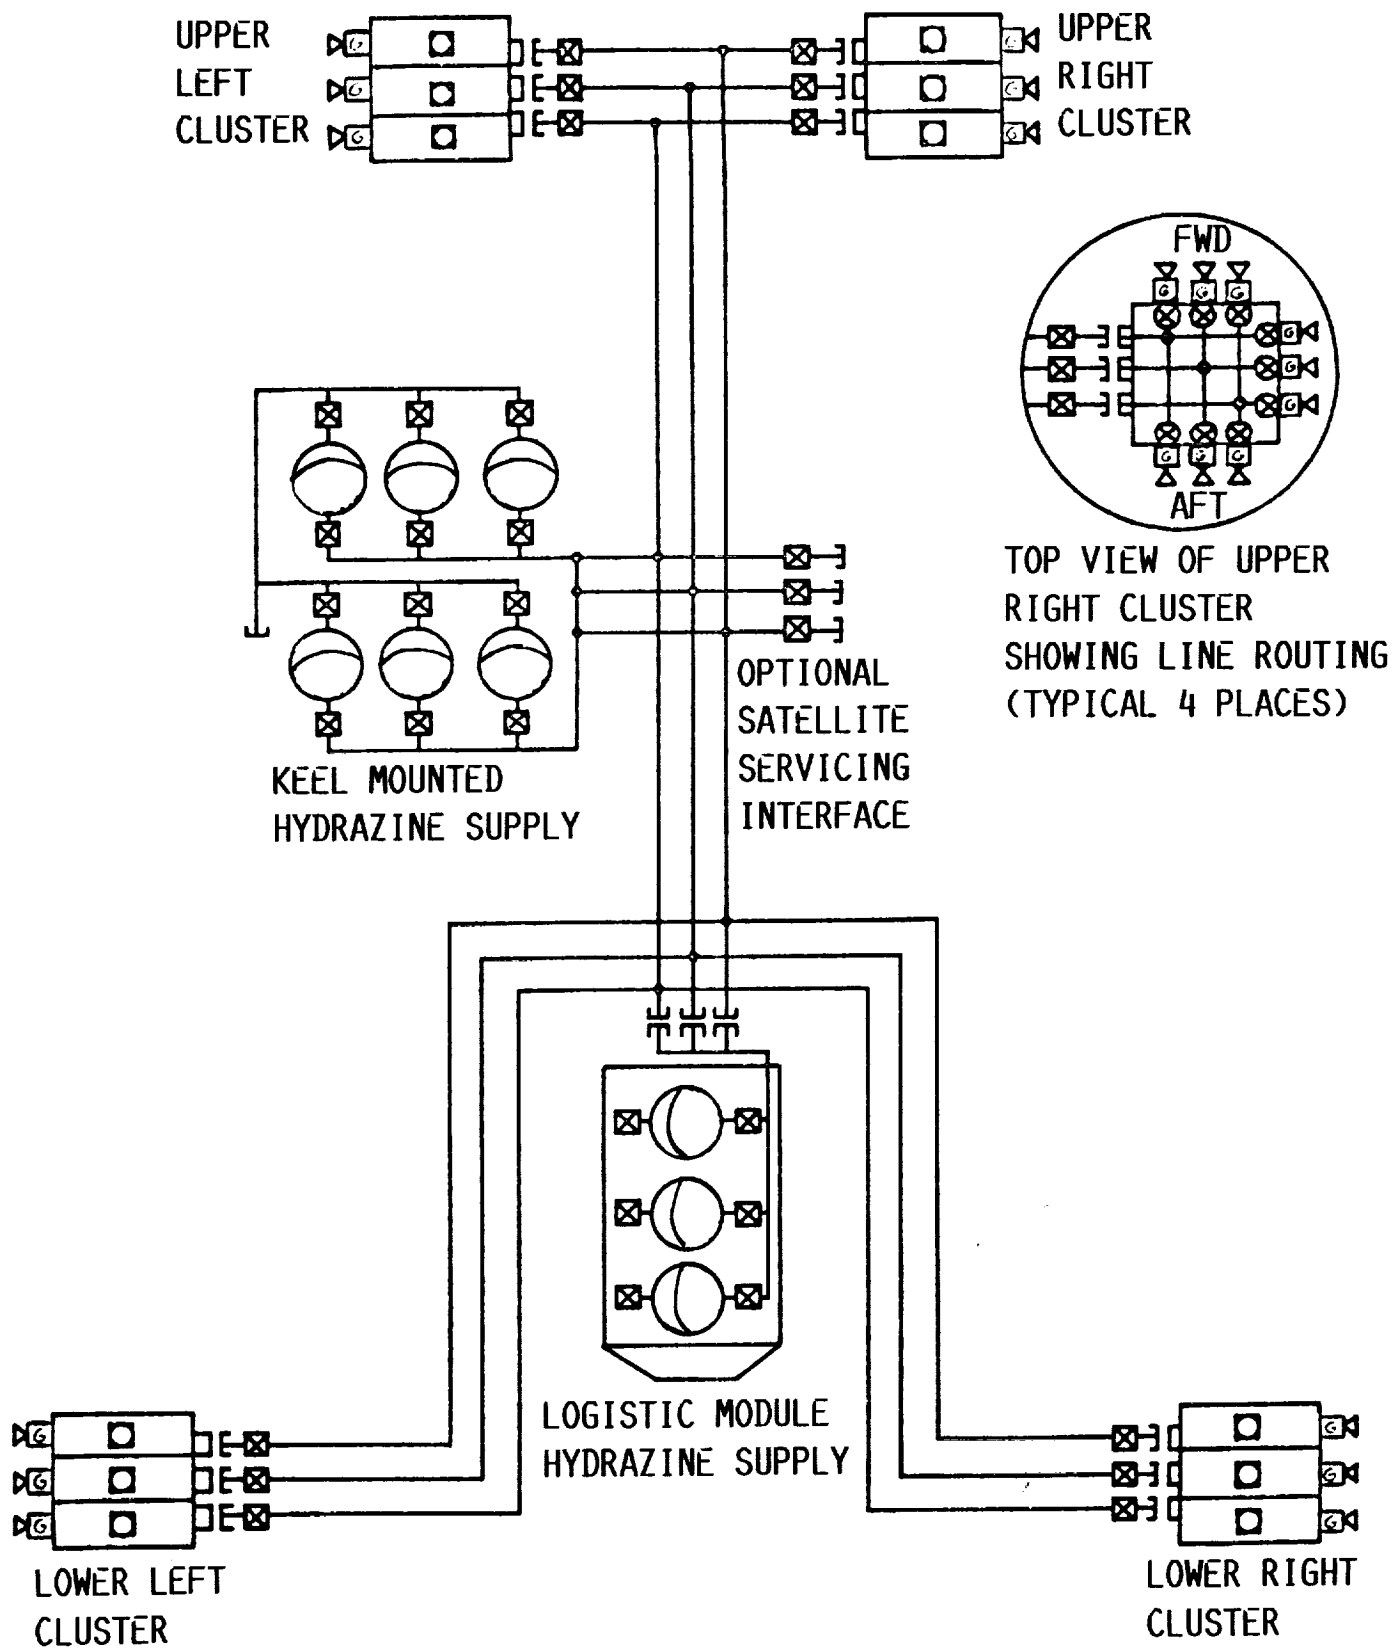 UPPER
LEFT
CLUSTER
UPPER
RIGHT
CLUSTER
G
G
G
G
G
G
FWD
G G G
G
G
G
G G G
AFT
TOP VIEW OF UPPER
RIGHT CLUSTER
SHOWING LINE ROUTING
(TYPICAL 4 PLACES)
OPTIONAL
SATELLITE
SERVICING
INTERFACE
KEEL MOUNTED
HYDRAZINE SUPPLY
LOGISTIC MODULE
HYDRAZINE SUPPLY
G
G
G
LOWER LEFT
CLUSTER
G
G
G
LOWER RIGHT
CLUSTER